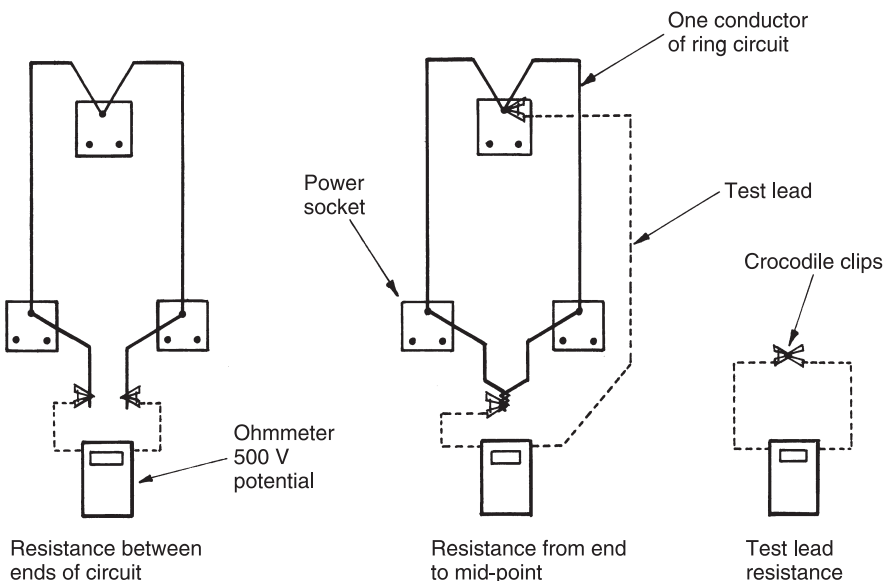 One conductor
of ring circuit
Power
socket
Test lead
Crocodile clips
Ohmmeter
500 V
potential
Resistance between
ends of circuit
Resistance from end
to mid-point
Test lead
resistance